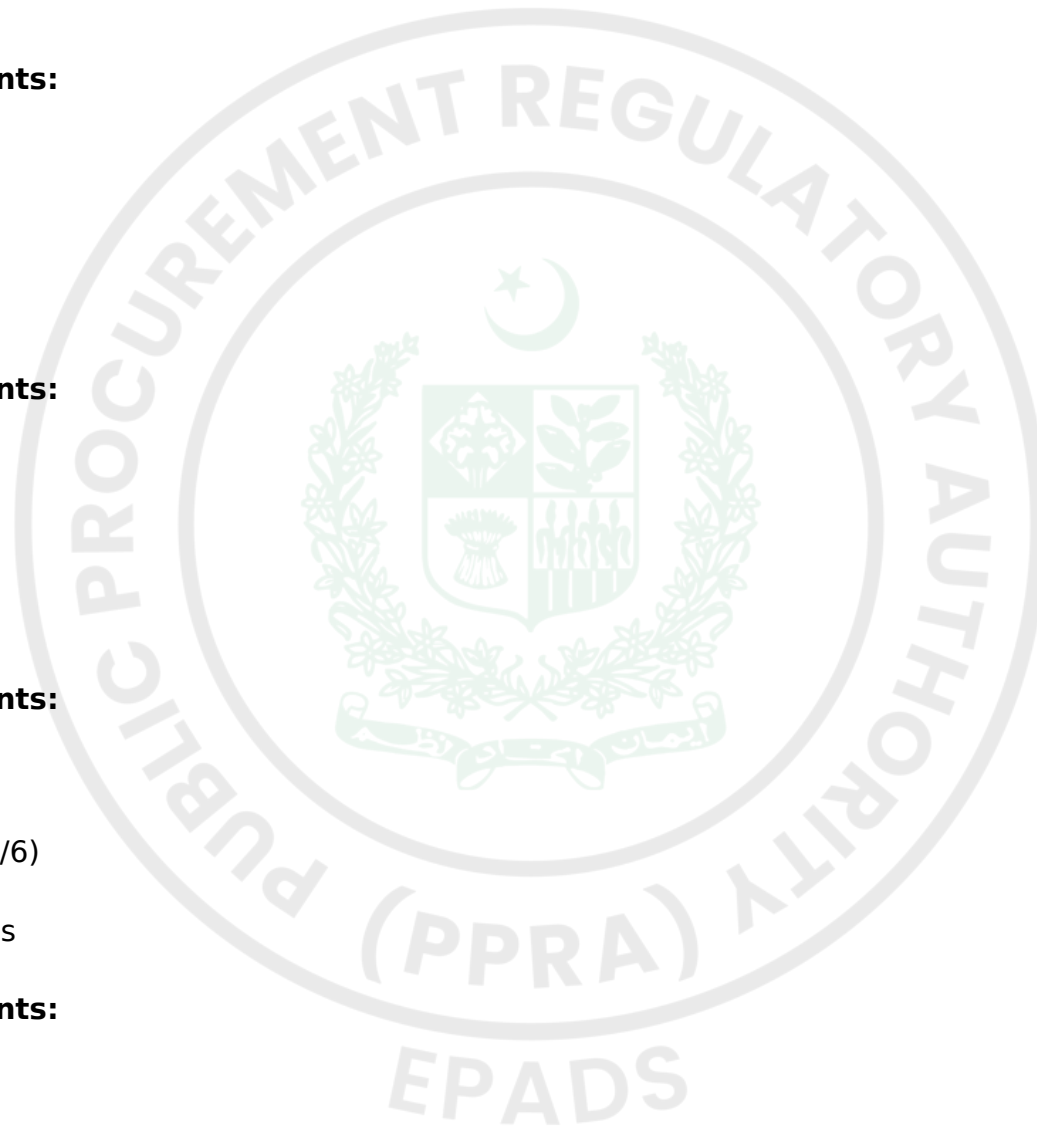 nts:
nts:
nts:
/6)
s
nts:
PUBLIC PROCUREMENT REGULATORY AUTHORITY
(PPRA)
EPADS